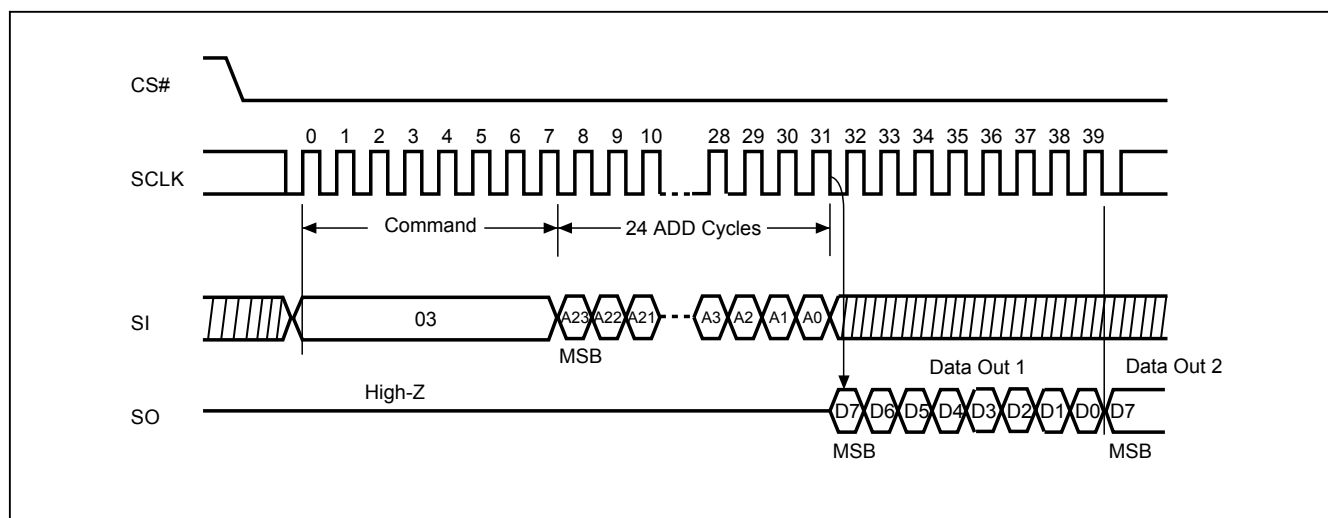 CS#
0 1 2 3 4 5 6 7 8 9 10 28 29 30 31 32 33 34 35 36 37 38 39
SCLK
Command 24 ADD Cycles
SI 03 A23 A22 A21 A3 A2 A1 A0
MSB
Data Out 1 Data Out 2
High-Z
SO D7 D6 D5 D4 D3 D2 D1 D0 D7
MSB MSB